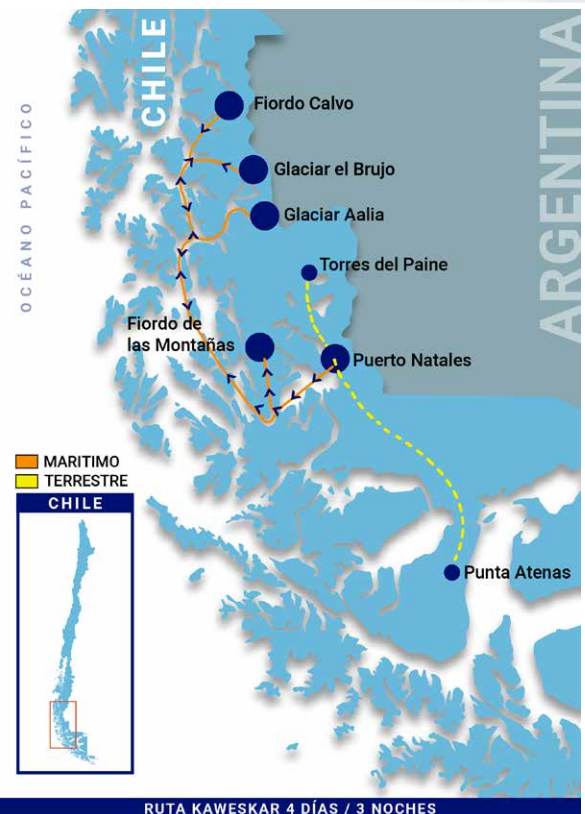 OCÉANO PACÍFICO
CHILE
ARGENTINA
Fiordo Calvo
Glaciar el Brujo
Glaciar Aalia
Torres del Paine
Fiordo de
las Montañas
Puerto Natales
MARITIMO
TERRESTRE
CHILE
Punta Atenas
RUTA KAWESKAR 4 DÍAS / 3 NOCHES